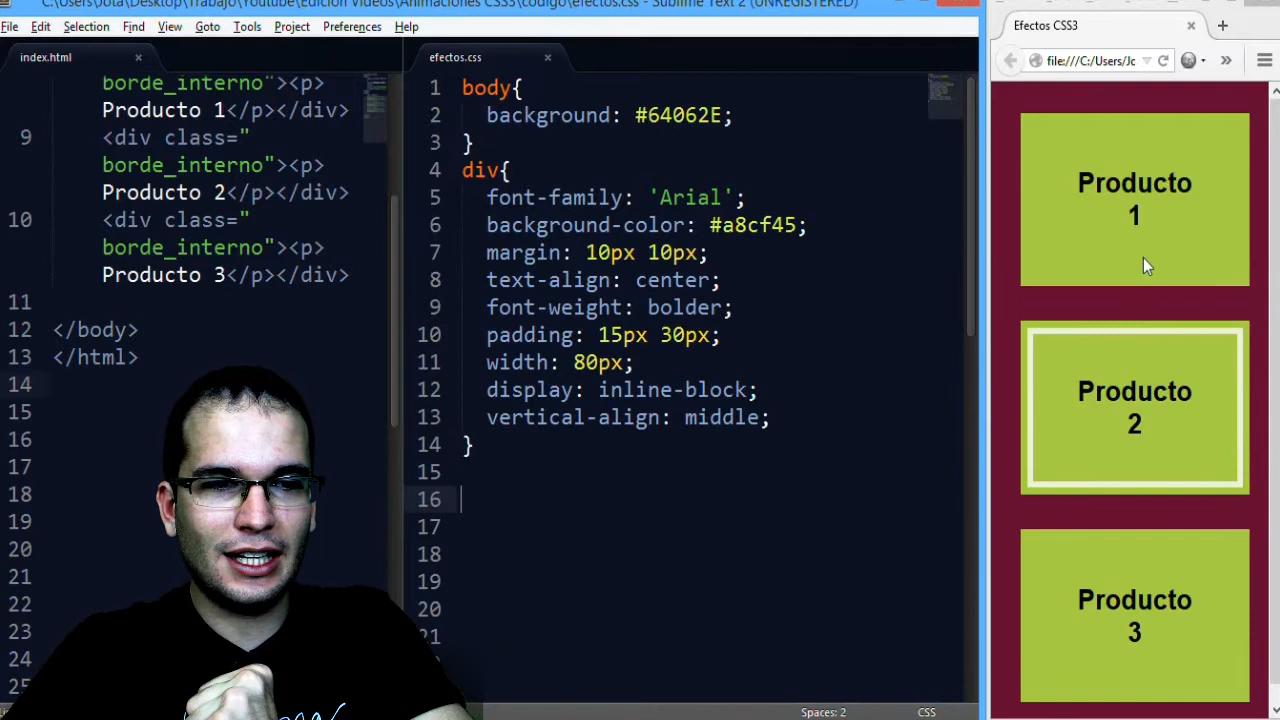 C:\Users\Jota\Desktop\Trabajo\Youtube\Edicion Videos\Animaciones CSS3\codigo\efectos.css - Sublime Text 2 (UNREGISTERED)
File Edit Selection Find View Goto Tools Project Preferences Help
index.html
borde_interno"><p>
Producto 1</p></div>
9 <div class="
borde_interno"><p>
Producto 2</p></div>
10 <div class="
borde_interno"><p>
Producto 3</p></div>
11
12 </body>
13 </html>
14
15
16
17
18
19
20
21
22
23
24
25
efectos.css
1 body{
2 background: #64062E;
3 }
4 div{
5 font-family: 'Arial';
6 background-color: #a8cf45;
7 margin: 10px 10px;
8 text-align: center;
9 font-weight: bolder;
10 padding: 15px 30px;
11 width: 80px;
12 display: inline-block;
13 vertical-align: middle;
14 }
15
16
17
18
19
20
21
Spaces: 2 CSS
Efectos CSS3
file:///C:/Users/Jc
Producto
1
Producto
2
Producto
3